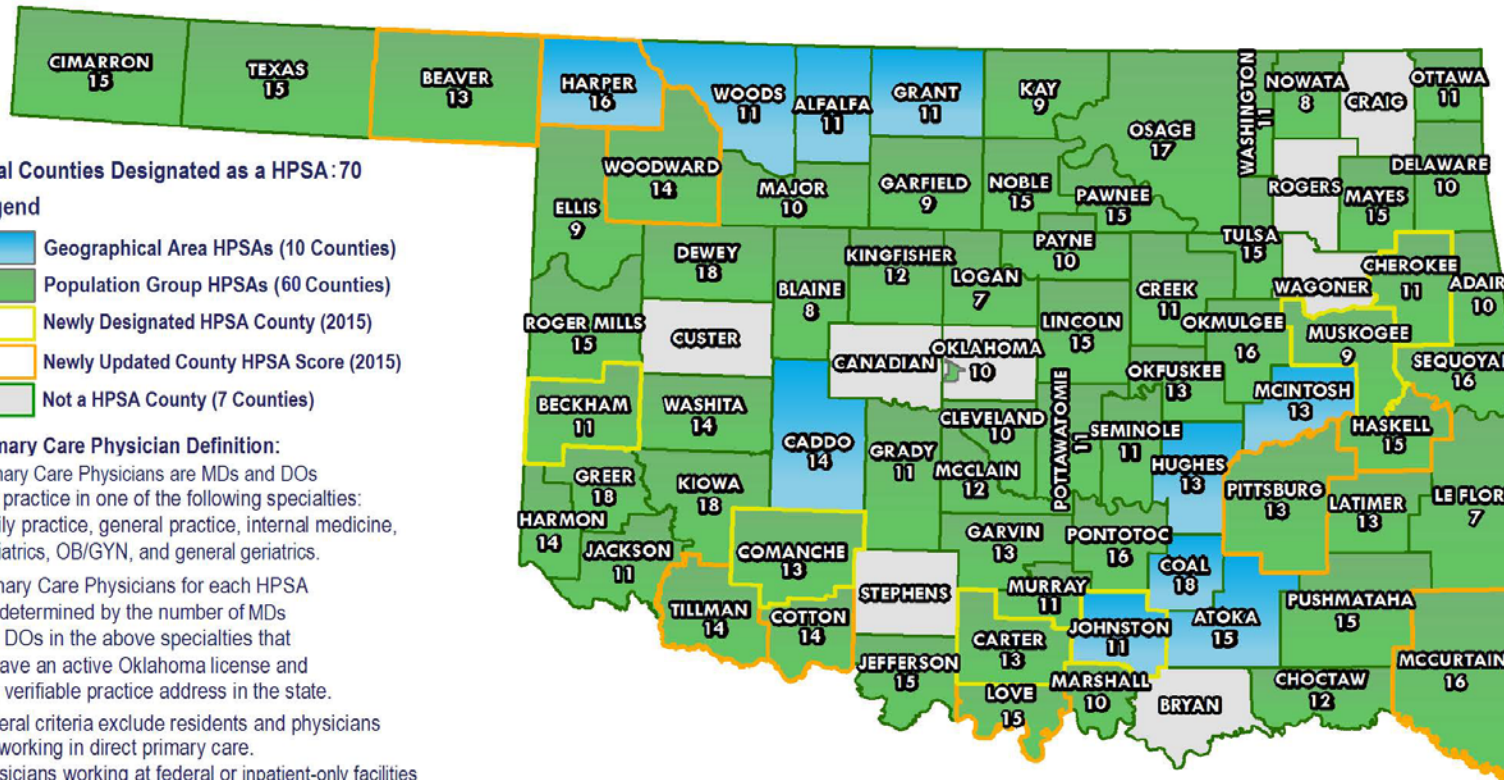 CIMARRON
15
TEXAS
15
BEAVER
13
HARPER
16
WOODS
11
ALFALFA
11
GRANT
11
KAY
9
OSAGE
17
WASHINGTON
11
NOWATA
8
CRAIG
OTTAWA
11
al Counties Designated as a HPSA: 70
gend
Geographical Area HPSAs (10 Counties)
Population Group HPSAs (60 Counties)
Newly Designated HPSA County (2015)
Newly Updated County HPSA Score (2015)
Not a HPSA County (7 Counties)
mary Care Physician Definition:
nary Care Physicians are MDs and DOs
practice in one of the following specialties:
ily practice, general practice, internal medicine,
iatrics, OB/GYN, and general geriatrics.
nary Care Physicians for each HPSA
determined by the number of MDs
DOs in the above specialties that
ave an active Oklahoma license and
verifiable practice address in the state.
eral criteria exclude residents and physicians
working in direct primary care.
sicians working at federal or inpatient-only facilities
ELLIS
9
WOODWARD
14
MAJOR
10
GARFIELD
9
NOBLE
15
PAWNEE
15
ROGERS
MAYES
15
DELAWARE
10
DEWEY
18
BLAINE
8
KINGFISHER
12
LOGAN
7
PAYNE
10
CREEK
11
TULSA
15
WAGONER
CHEROKEE
11
ADAIR
10
ROGER MILLS
15
CUSTER
CANADIAN
OKLAHOMA
10
LINCOLN
15
OKMULGEE
16
MUSKOGEE
9
SEQUOYAH
16
BECKHAM
11
WASHITA
14
CADDO
14
GRADY
11
CLEVELAND
10
MCCLAIN
12
POTTAWATOMIE
11
SEMINOLE
11
OKFUSKEE
13
HUGHES
13
MCINTOSH
13
HASKELL
15
GREER
18
KIOWA
18
HARMON
14
JACKSON
11
COMANCHE
13
TILLMAN
14
COTTON
14
STEPHENS
JEFFERSON
15
GARVIN
13
MURRAY
11
CARTER
13
LOVE
15
PONTOTOC
16
JOHNSTON
11
MARSHALL
10
COAL
18
ATOKA
15
BRYAN
PITTSBURG
13
LATIMER
13
LE FLOR
7
PUSHMATAHA
15
CHOCTAW
12
MCCURTAIN
16